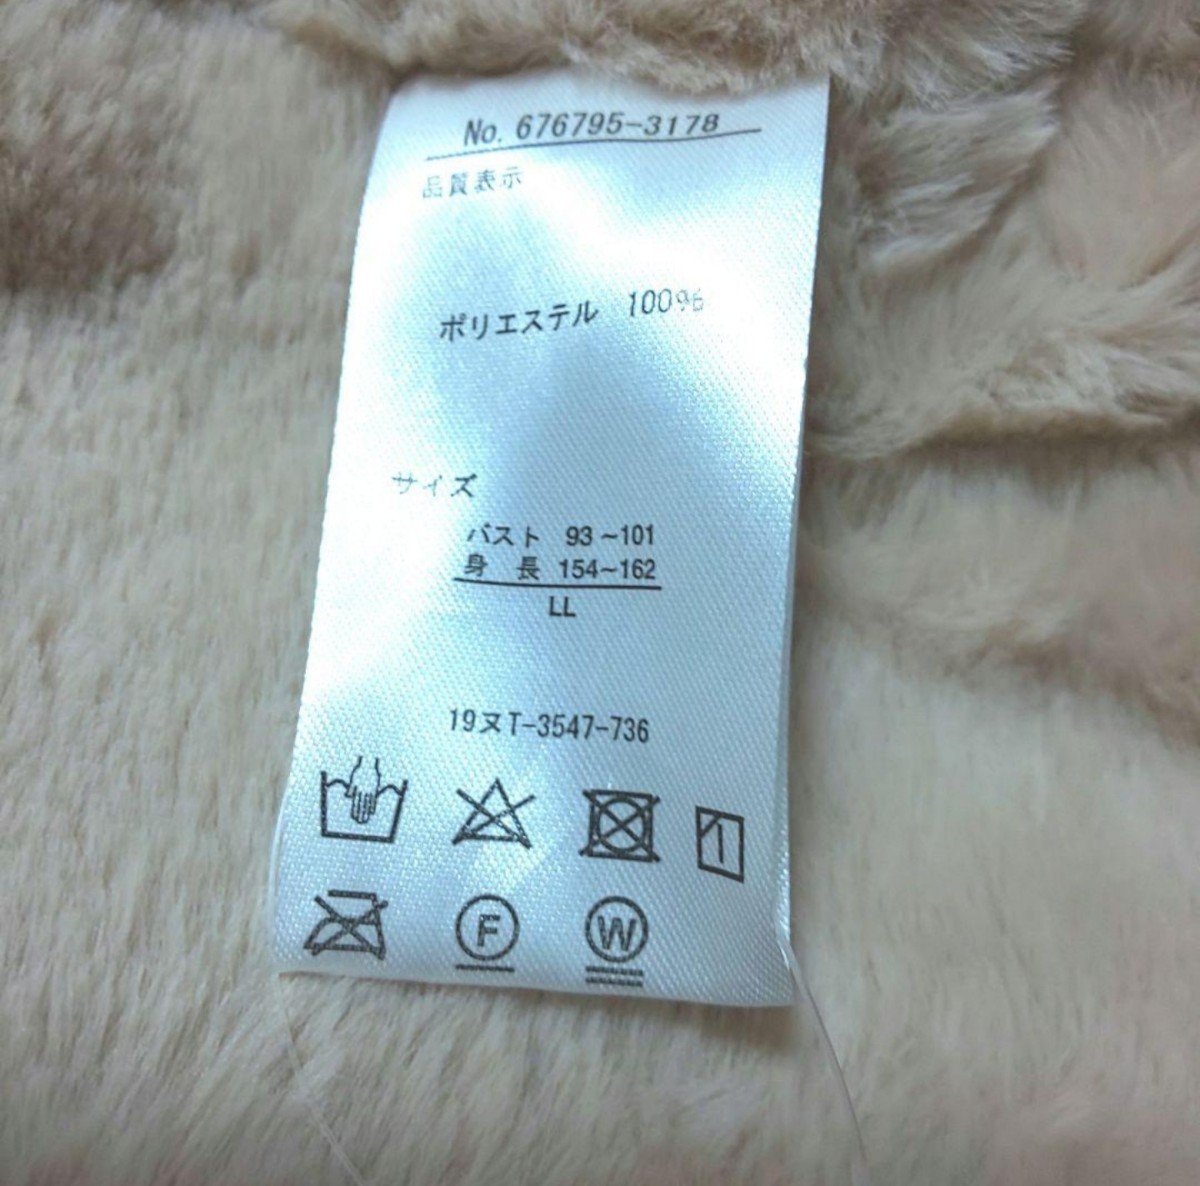 No. 676795-3178
品質表示
ポリエステル 100%
サイズ
バスト 93~101
身 長 154~162
LL
19ヌT-3547-736
F
W